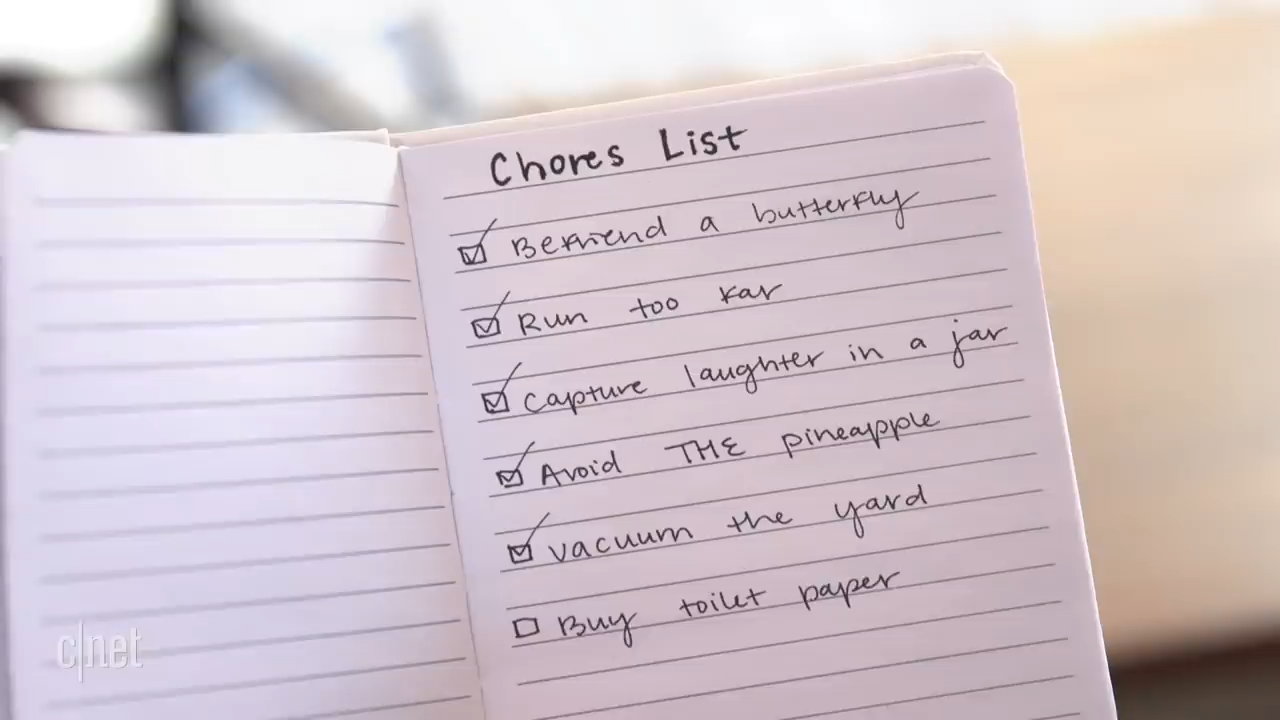 Chores List
Befriend a butterfly
Run too far
Capture laughter in a jar
Avoid THE pineapple
Vacuum the yard
Buy toilet paper
c|net